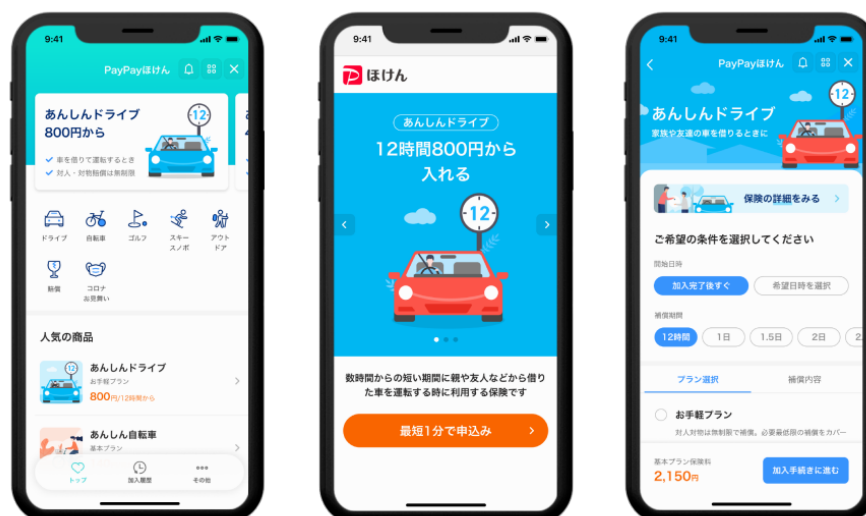 9:41
PayPayほけん
あんしんドライブ
800円から
車を借りて運転するとき
対人・対物賠償は無制限
12
ドライブ
自転車
ゴルフ
スキー
スノボ
アウト
ドア
賠償
コロナ
お見舞い
人気の商品
あんしんドライブ
お手軽プラン
800円/12時間から
12
あんしん自転車
基本プラン
トップ
加入履歴
その他
9:41
ほけん
あんしんドライブ
12時間800円から
入れる
12
数時間からの短い期間に親や友人などから借り
た車を運転する時に利用する保険です
最短1分で申込み
9:41
PayPayほけん
あんしんドライブ
家族や友達の車を借りるときに
12
保険の詳細をみる
ご希望の条件を選択してください
開始日時
加入完了後すぐ
希望日時を選択
補償期間
12時間
1日
1.5日
2日
2.
プラン選択
補償内容
お手軽プラン
対人対物は無制限で補償。必要最低限の補償をカバー
基本プラン保険料
2,150円
加入手続きに進む